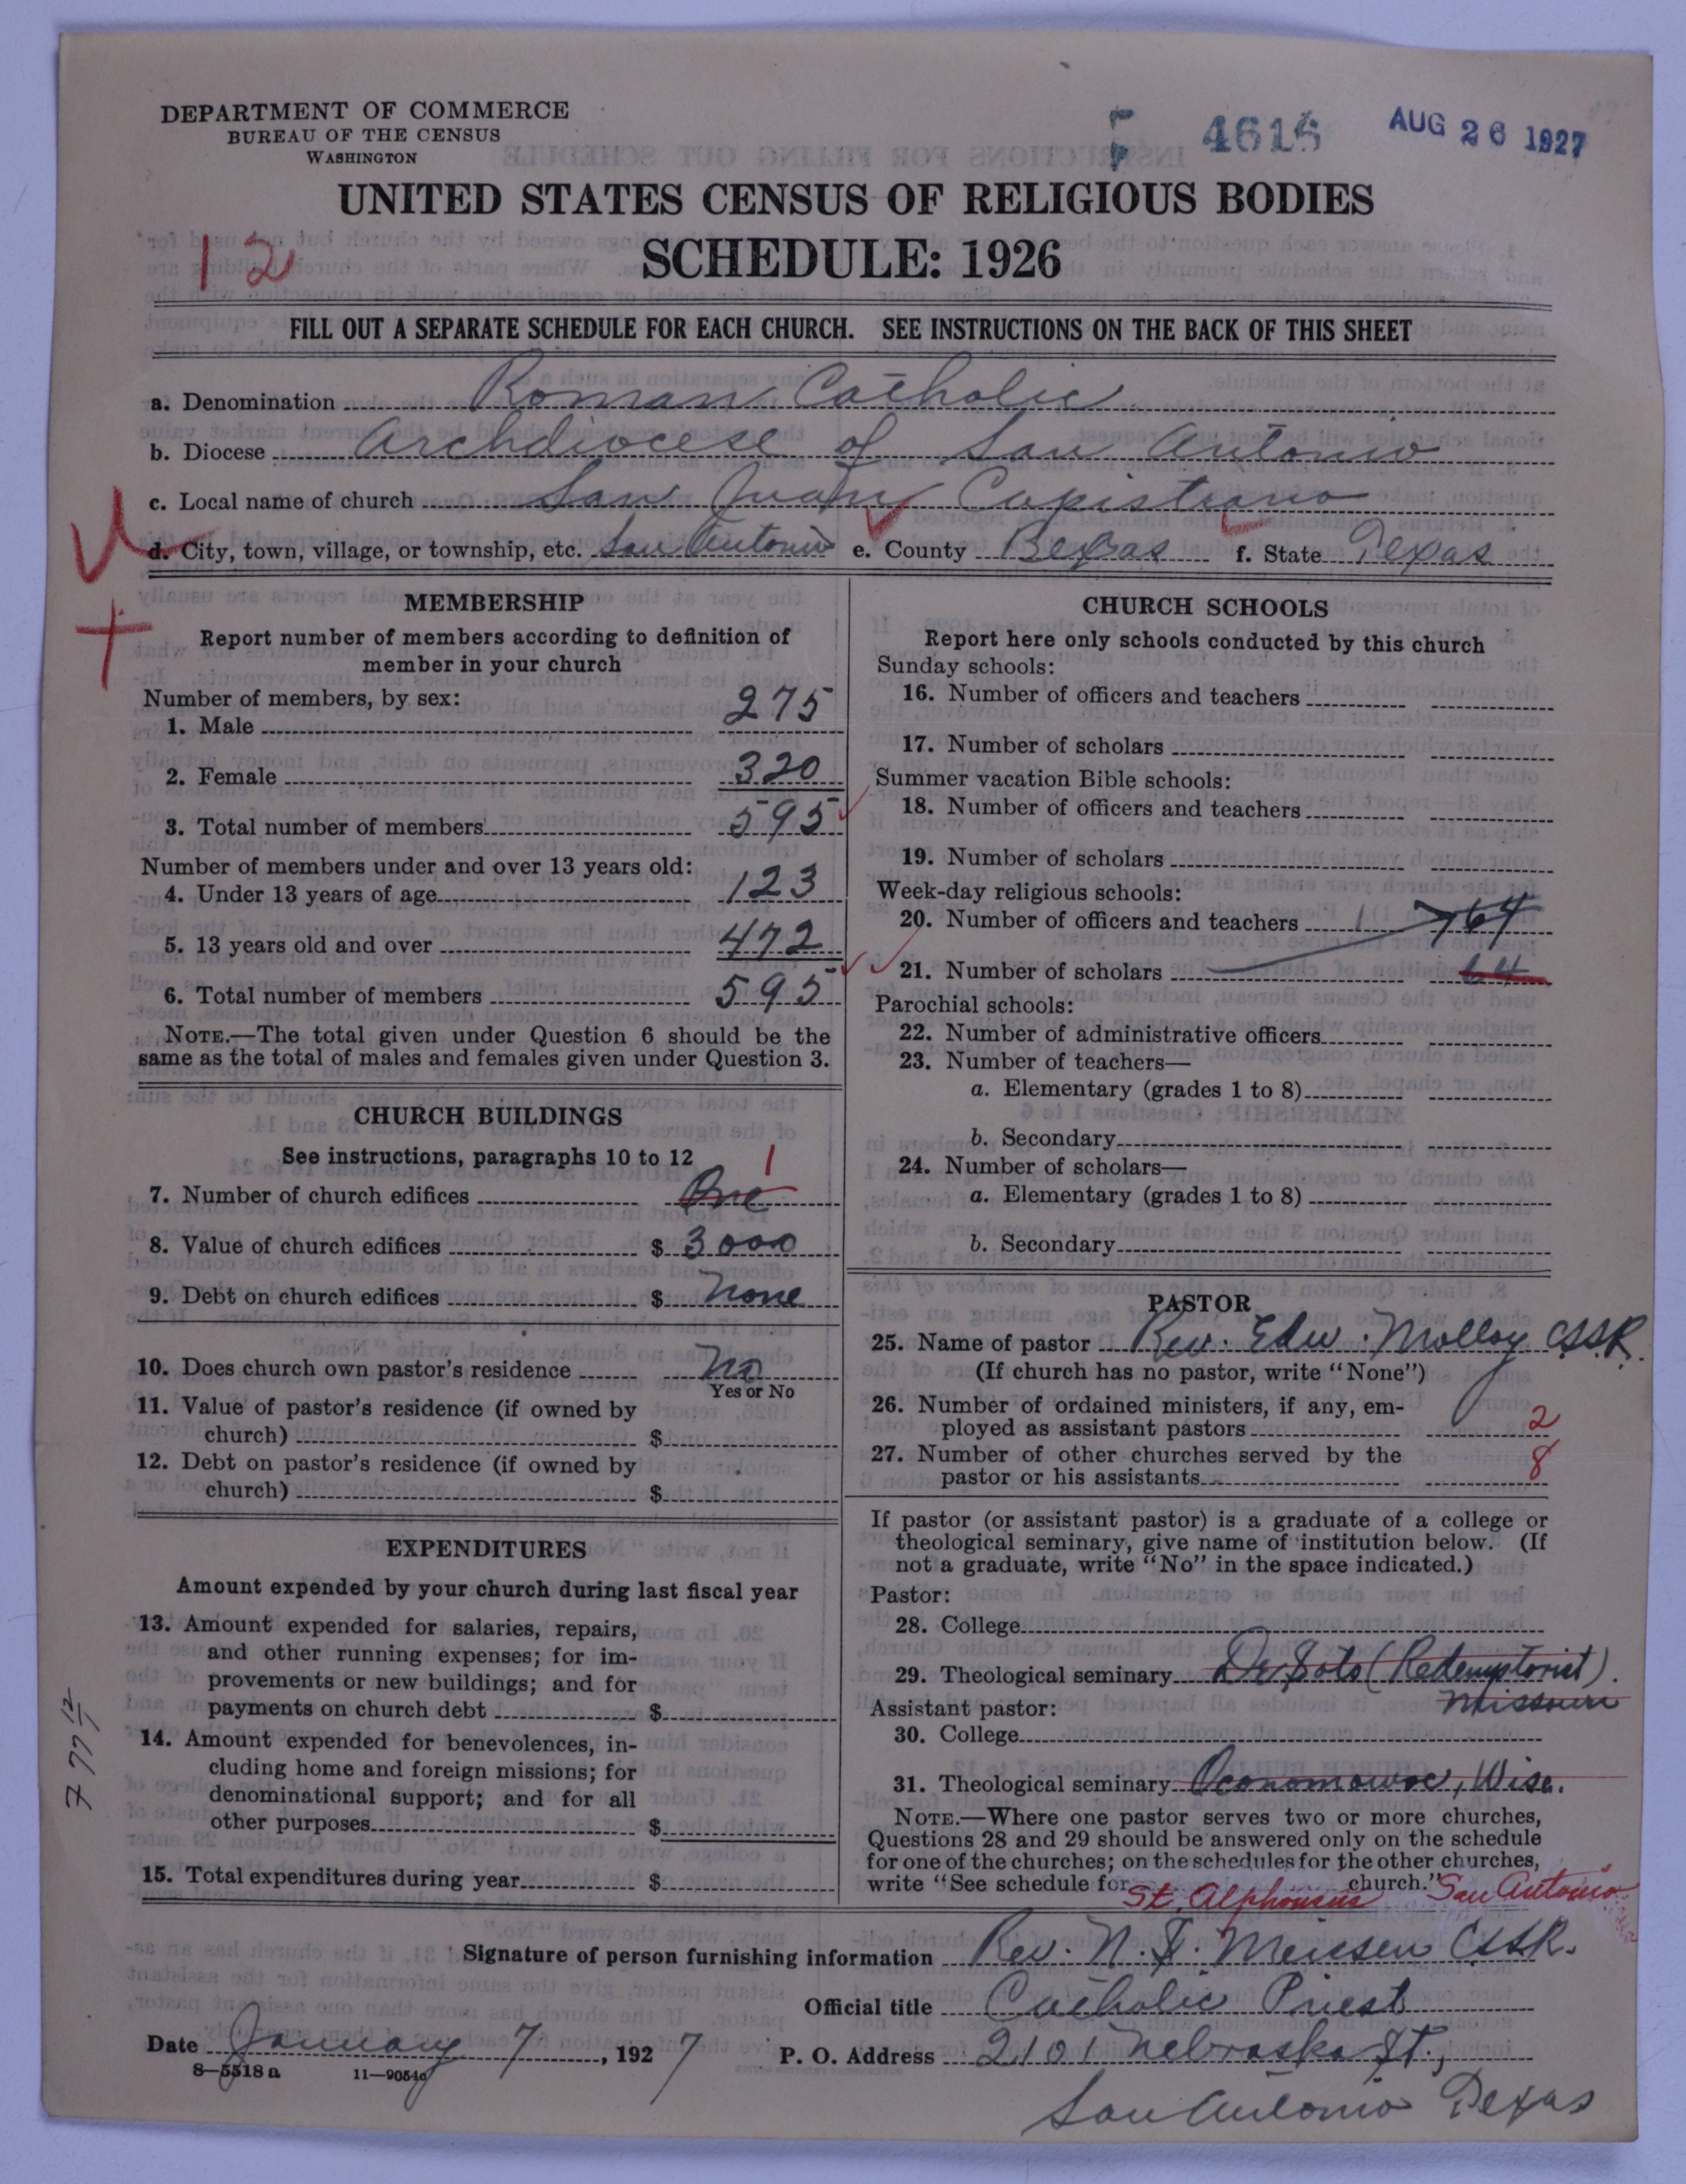 DEPARTMENT OF COMMERCE
BUREAU OF THE CENSUS
WASHINGTON
4616 AUG 26 1927
UNITED STATES CENSUS OF RELIGIOUS BODIES
SCHEDULE: 1926
12
FILL OUT A SEPARATE SCHEDULE FOR EACH CHURCH. SEE INSTRUCTIONS ON THE BACK OF THIS SHEET
a. Denomination Roman Catholic
b. Diocese Archdiocese of San Antonio
c. Local name of church San Juan Capistrano
d. City, town, village, or township, etc. San Antonio e. County Bexar f. State Texas
MEMBERSHIP
Report number of members according to definition of
member in your church
Number of members, by sex:
1. Male 275
2. Female 320
3. Total number of members 595
Number of members under and over 13 years old:
4. Under 13 years of age 123
5. 13 years old and over 472
6. Total number of members 595
NOTE.—The total given under Question 6 should be the
same as the total of males and females given under Question 3.
CHURCH BUILDINGS
See instructions, paragraphs 10 to 12
1
7. Number of church edifices One
8. Value of church edifices $ 3000
9. Debt on church edifices $ None
10. Does church own pastor's residence No
Yes or No
11. Value of pastor's residence (if owned by
church) $
12. Debt on pastor's residence (if owned by
church) $
EXPENDITURES
Amount expended by your church during last fiscal year
13. Amount expended for salaries, repairs,
and other running expenses; for im-
provements or new buildings; and for
payments on church debt $
14. Amount expended for benevolences, in-
cluding home and foreign missions; for
denominational support; and for all
other purposes $
15. Total expenditures during year $
CHURCH SCHOOLS
Report here only schools conducted by this church
Sunday schools:
16. Number of officers and teachers
17. Number of scholars
Summer vacation Bible schools:
18. Number of officers and teachers
19. Number of scholars
Week-day religious schools:
20. Number of officers and teachers 1 64
21. Number of scholars 64
Parochial schools:
22. Number of administrative officers
23. Number of teachers—
a. Elementary (grades 1 to 8)
b. Secondary
24. Number of scholars—
a. Elementary (grades 1 to 8)
b. Secondary
PASTOR
25. Name of pastor Rev. Edw. Molloy CSSR.
(If church has no pastor, write "None")
26. Number of ordained ministers, if any, em-
ployed as assistant pastors 2
27. Number of other churches served by the
pastor or his assistants 8
If pastor (or assistant pastor) is a graduate of a college or
theological seminary, give name of institution below. (If
not a graduate, write "No" in the space indicated.)
Pastor:
28. College
29. Theological seminary De Soto (Redemptorist).
Missouri
Assistant pastor:
30. College
31. Theological seminary Oconomowoc, Wisc.
NOTE.—Where one pastor serves two or more churches,
Questions 28 and 29 should be answered only on the schedule
for one of the churches; on the schedules for the other churches,
write "See schedule for St. Alphonsus church." San Antonio
Signature of person furnishing information Rev. N. Meissen CSSR.
Official title Catholic Priest
Date January 7, 1927 P. O. Address 2101 Nebraska St.,
San Antonio Texas
8—5518a 11—9054a